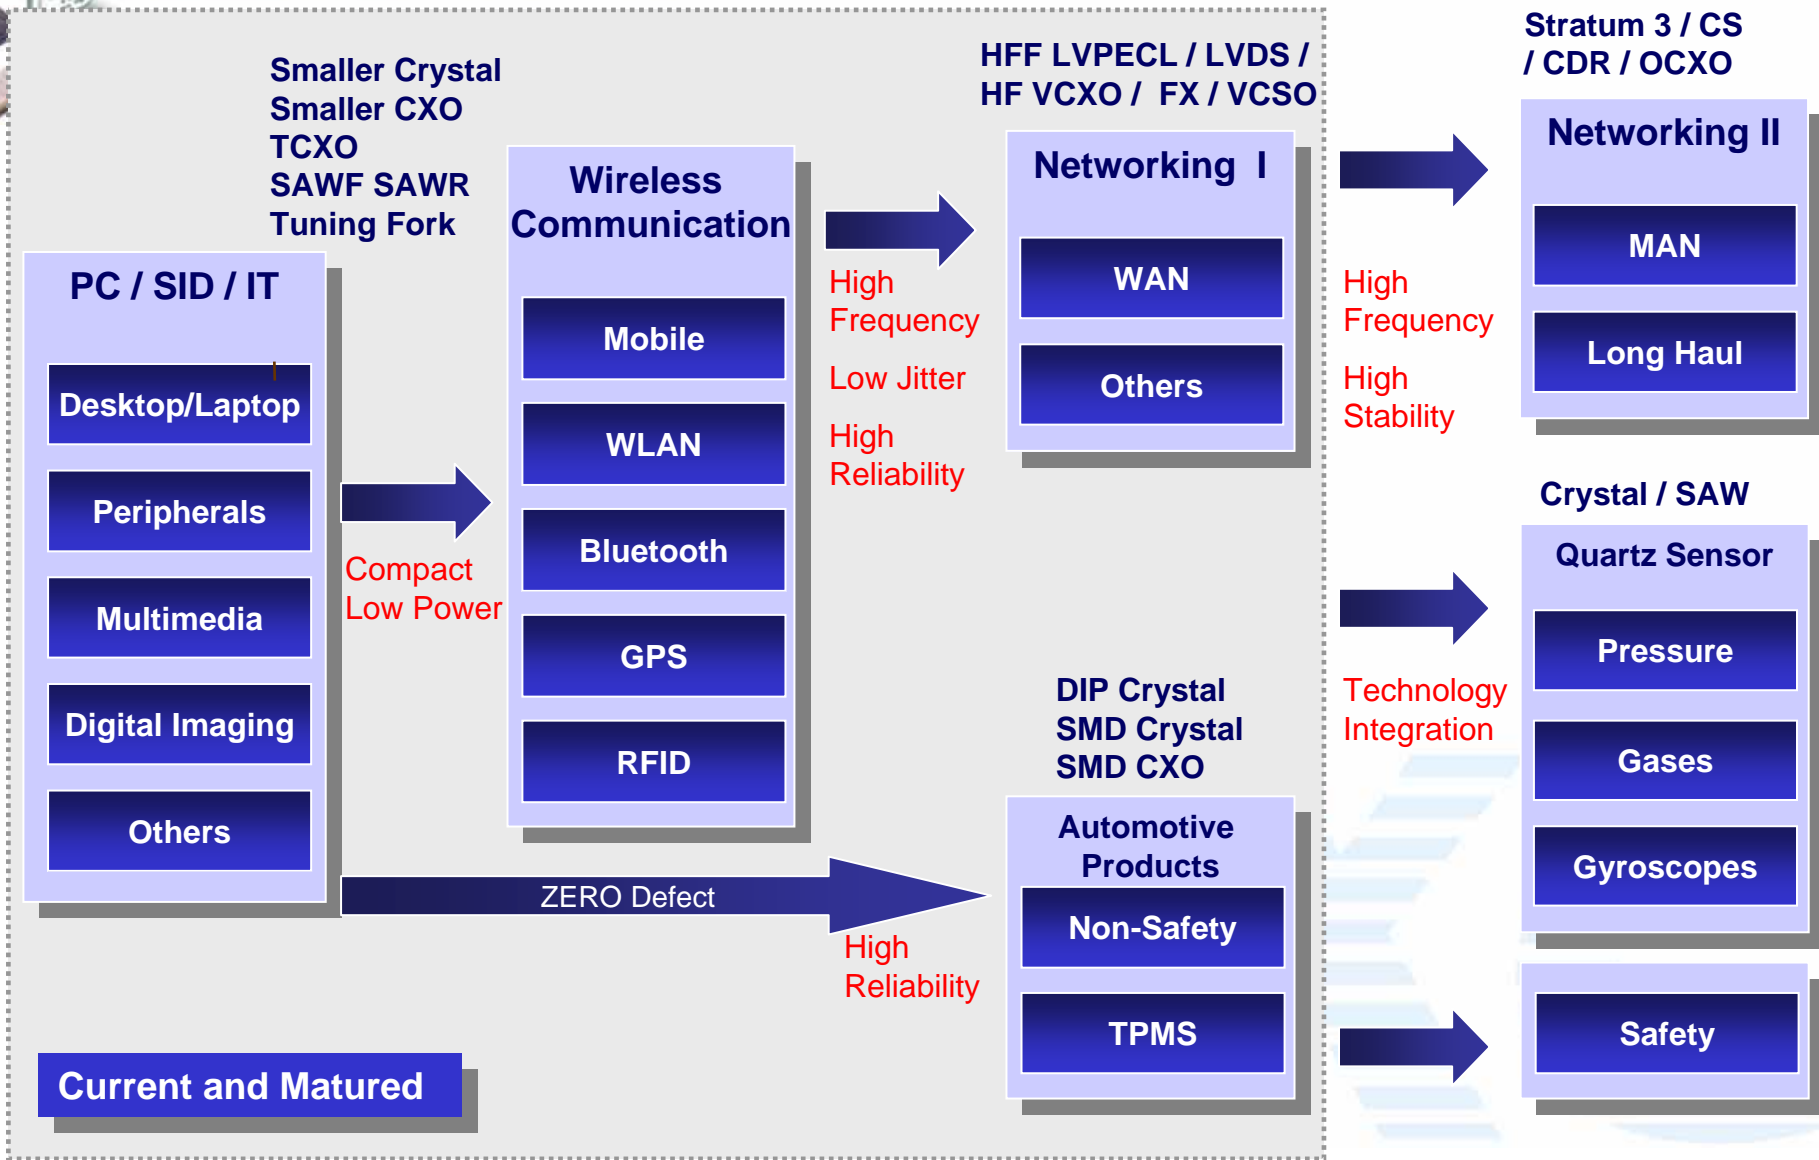 Smaller Crystal
Smaller CXO
TCXO
SAWF SAWR
Tuning Fork
PC / SID / IT
Desktop/Laptop
Peripherals
Multimedia
Digital Imaging
Others
Compact
Low Power
Wireless
Communication
Mobile
WLAN
Bluetooth
GPS
RFID
High
Frequency
Low Jitter
High
Reliability
HFF LVPECL / LVDS /
HF VCXO / FX / VCSO
Networking I
WAN
Others
High
Frequency
High
Stability
Stratum 3 / CS
/ CDR / OCXO
Networking II
MAN
Long Haul
ZERO Defect
High
Reliability
DIP Crystal
SMD Crystal
SMD CXO
Automotive
Products
Non-Safety
TPMS
Technology
Integration
Crystal / SAW
Quartz Sensor
Pressure
Gases
Gyroscopes
Safety
Current and Matured